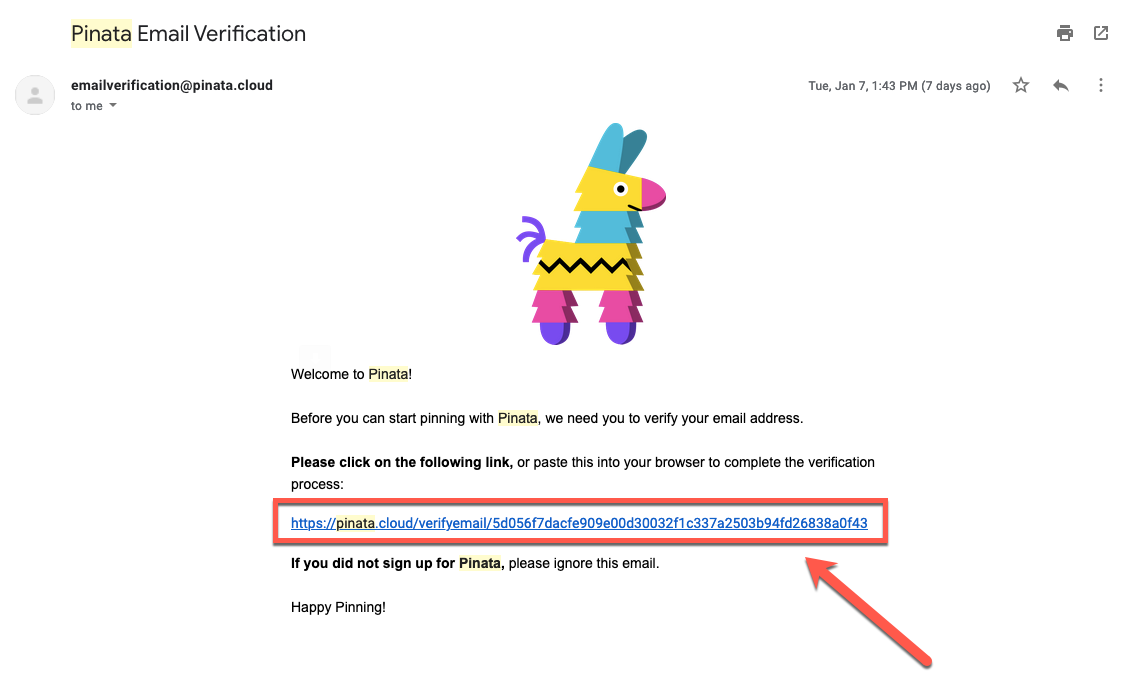 Pinata Email Verification
emailverification@pinata.cloud
Tue, Jan 7, 1:43 PM (7 days ago)
to me
Welcome to Pinata!
Before you can start pinning with Pinata, we need you to verify your email address.
Please click on the following link, or paste this into your browser to complete the verification
process:
https://pinata.cloud/verifyemail/5d056f7dacfe909e00d30032f1c337a2503b94fd26838a0f43
If you did not sign up for Pinata, please ignore this email.
Happy Pinning!